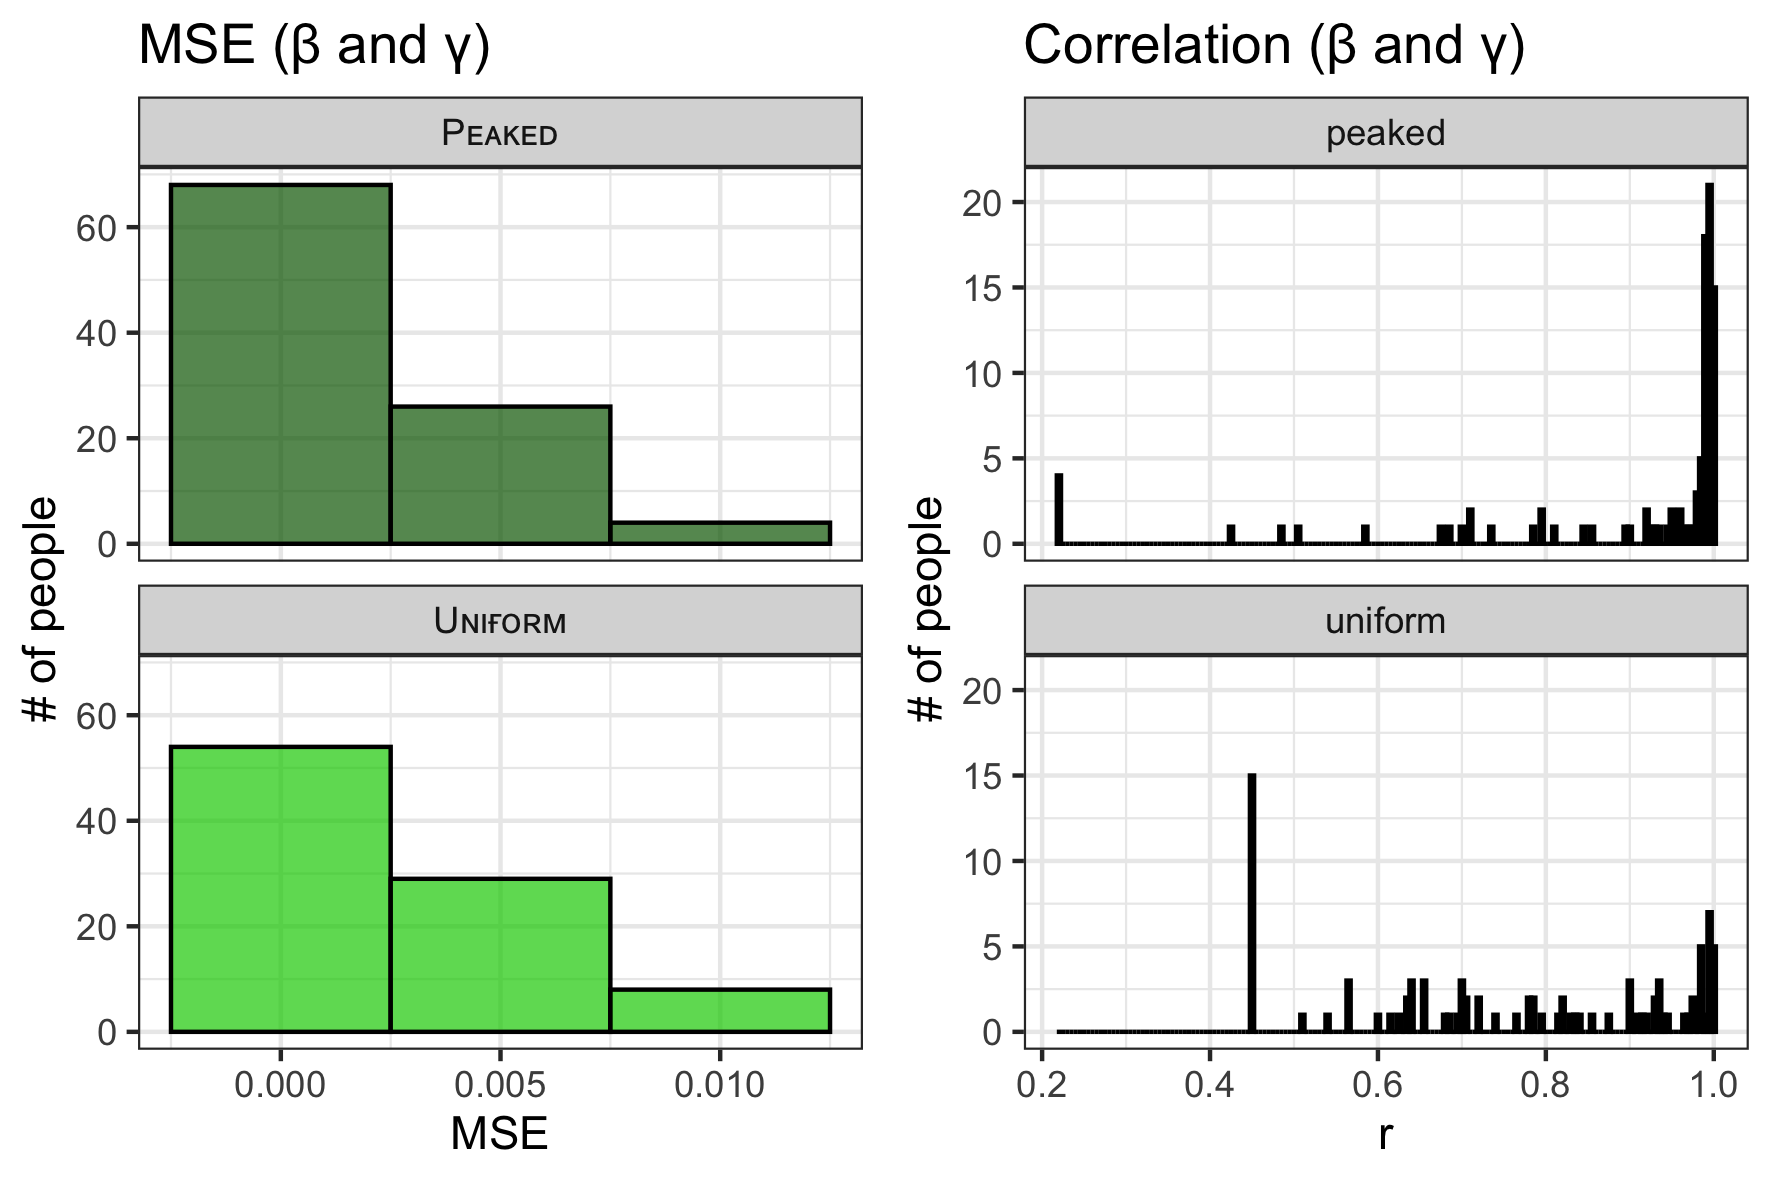 MSE (β and γ)
Pᴇᴀᴋᴇᴅ
60
40
20
0
Uɴɪғᴏʀᴍ
60
40
20
0
0.000 0.005 0.010
MSE
# of people
Correlation (β and γ)
peaked
20
15
10
5
0
uniform
20
15
10
5
0
0.2 0.4 0.6 0.8 1.0
r
# of people